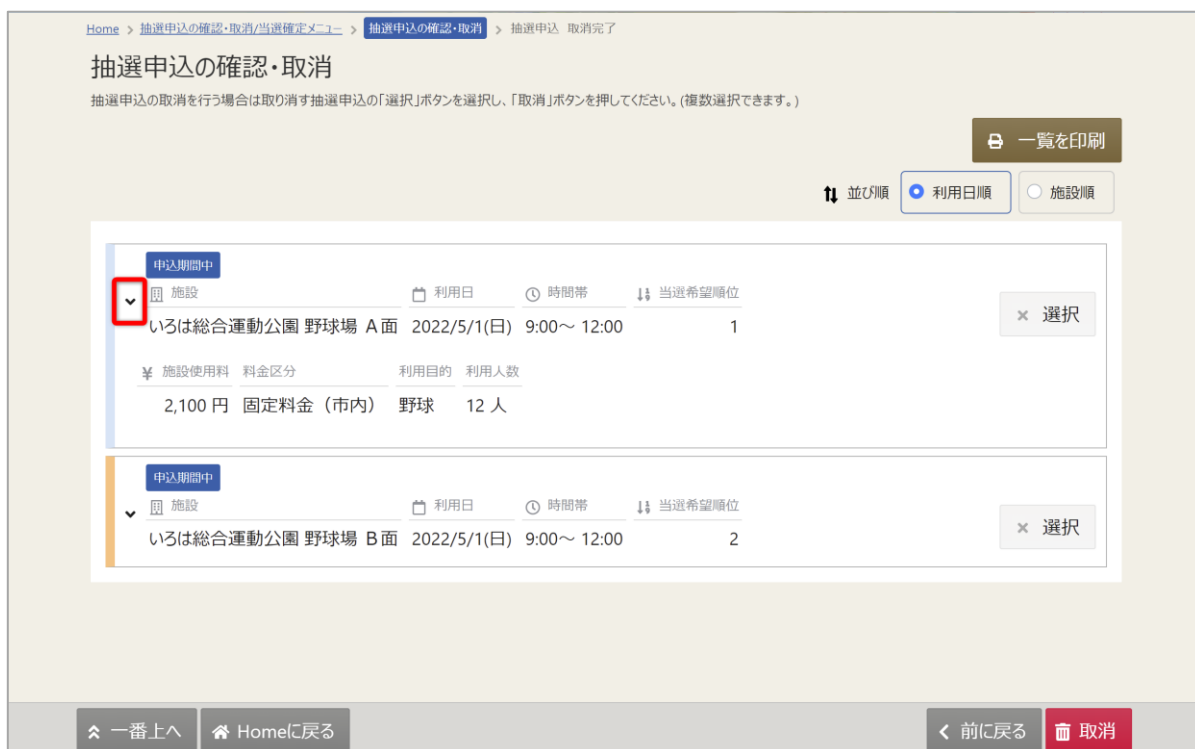 Home > 抽選申込の確認・取消/当選確定メニュー > 抽選申込の確認・取消 > 抽選申込 取消完了
抽選申込の確認・取消
抽選申込の取消を行う場合は取り消す抽選申込の「選択」ボタンを選択し、「取消」ボタンを押してください。(複数選択できます。)
一覧を印刷
並び順 利用日順 施設順
申込期間中
施設 利用日 時間帯 当選希望順位
いろは総合運動公園 野球場 A面 2022/5/1(日) 9:00～ 12:00 1
× 選択
¥ 施設使用料 料金区分 利用目的 利用人数
2,100 円 固定料金（市内） 野球 12 人
申込期間中
施設 利用日 時間帯 当選希望順位
いろは総合運動公園 野球場 B面 2022/5/1(日) 9:00～ 12:00 2
× 選択
一番上へ Homeに戻る 前に戻る 取消